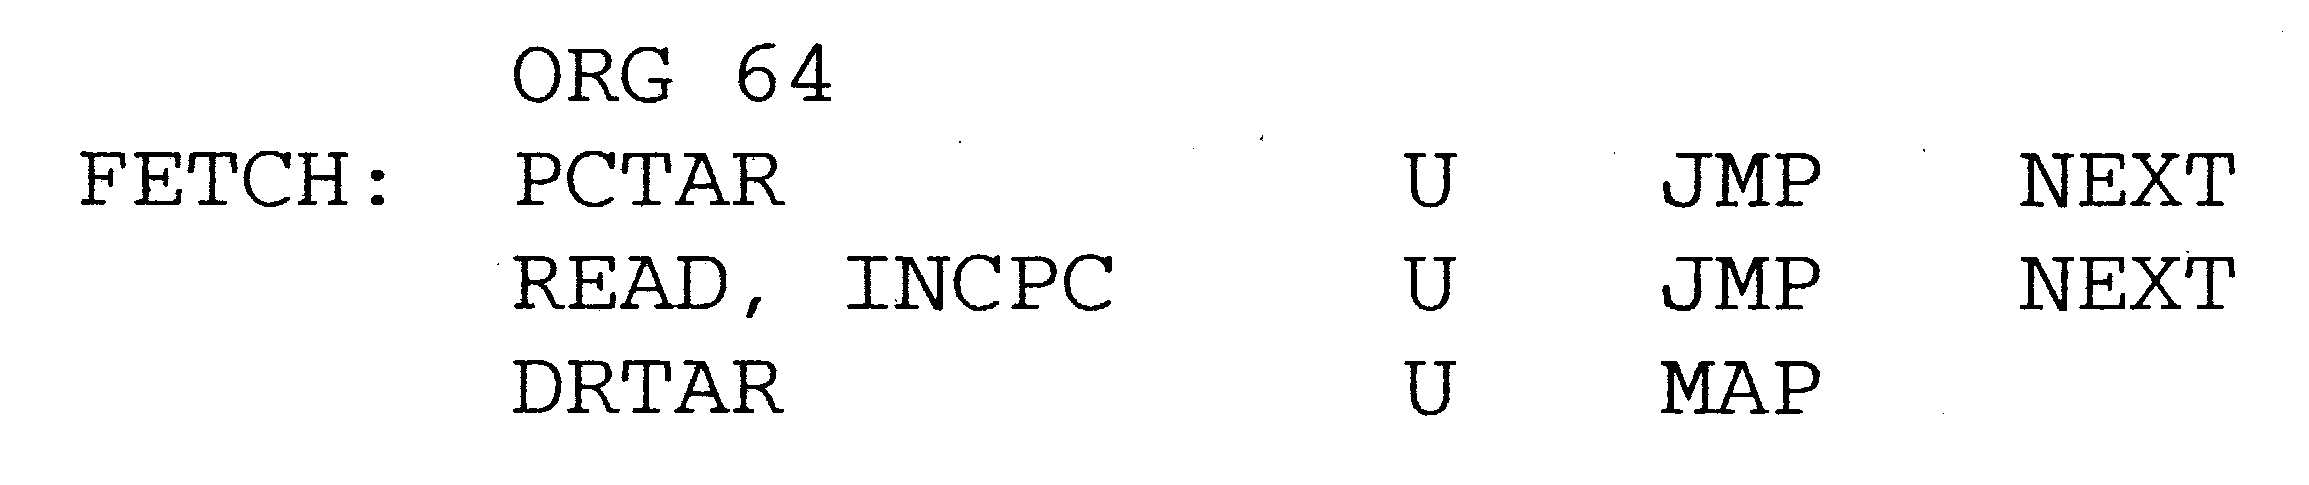 ORG 64
FETCH: PCTAR U JMP NEXT
READ, INCPC U JMP NEXT
DRTAR U MAP